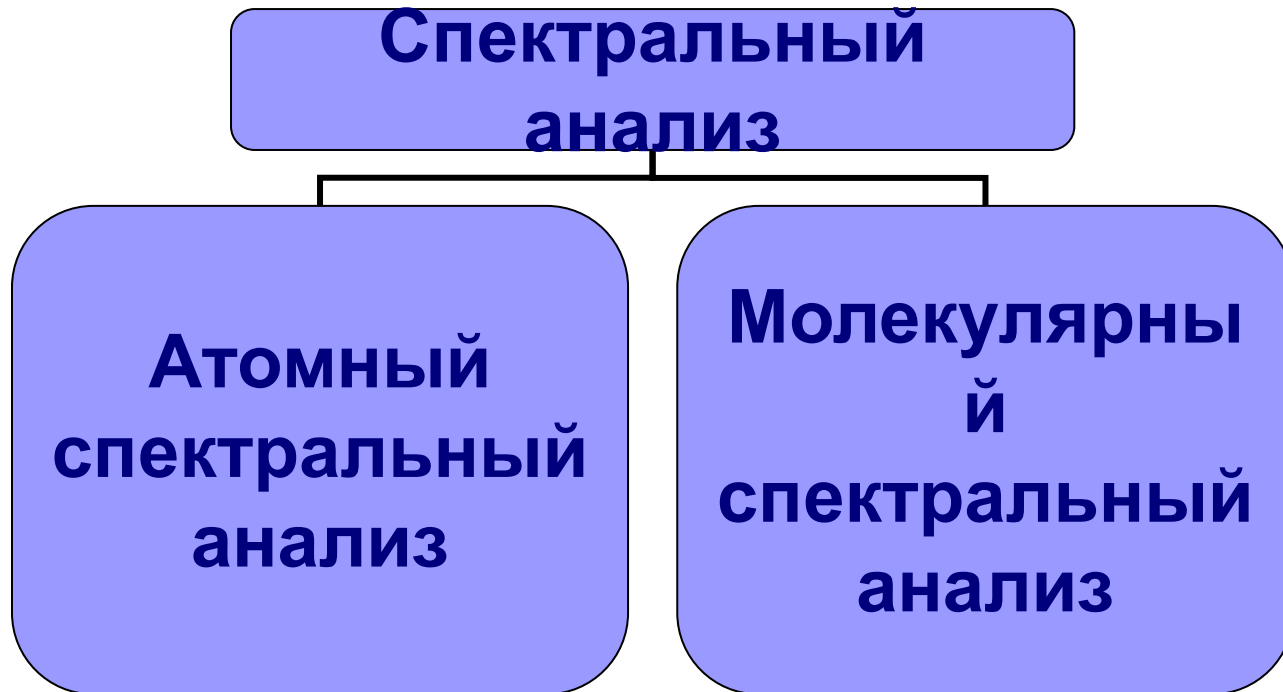 Спектральный
анализ
Атомный
спектральный
анализ
Молекулярны
й
спектральный
анализ